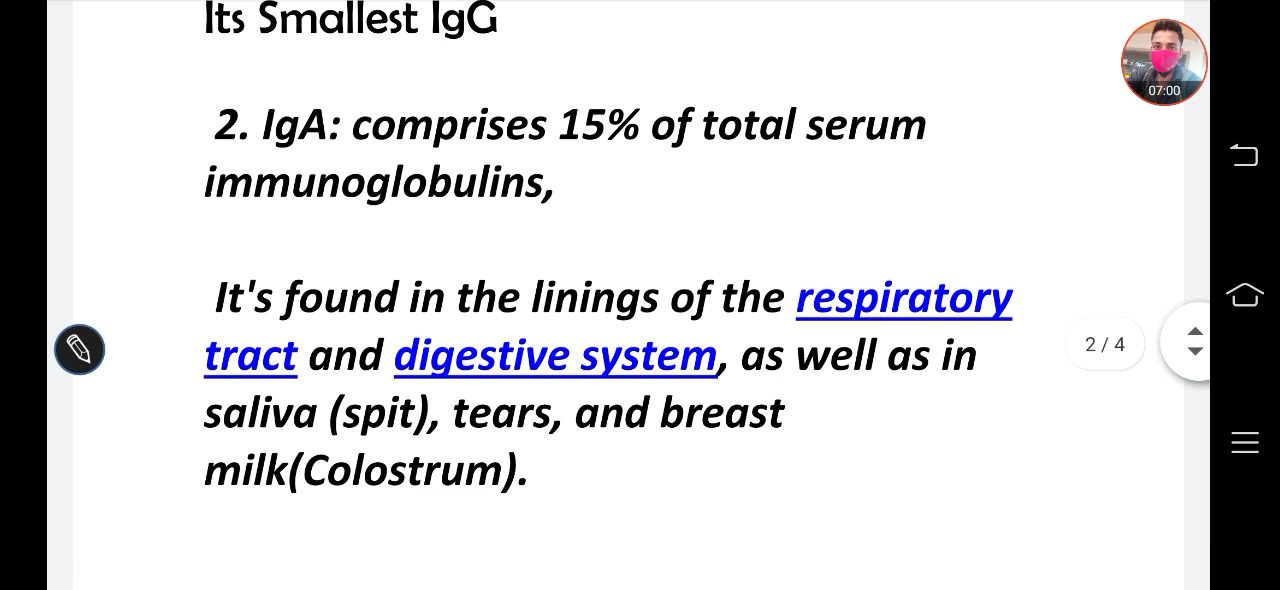 Its Smallest IgG
07:00
2. IgA: comprises 15% of total serum
immunoglobulins,
It's found in the linings of the respiratory
tract and digestive system, as well as in
2 / 4
saliva (spit), tears, and breast
milk(Colostrum).